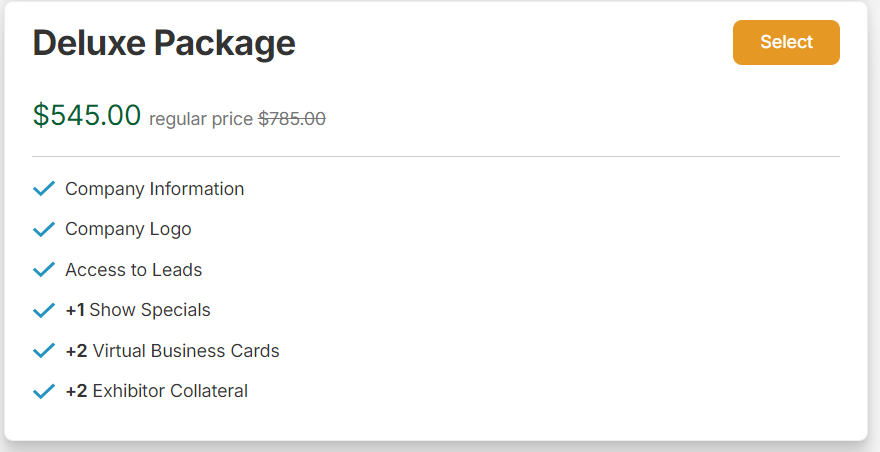 Deluxe Package
Select
$545.00 regular price $785.00
Company Information
Company Logo
Access to Leads
+1 Show Specials
+2 Virtual Business Cards
+2 Exhibitor Collateral